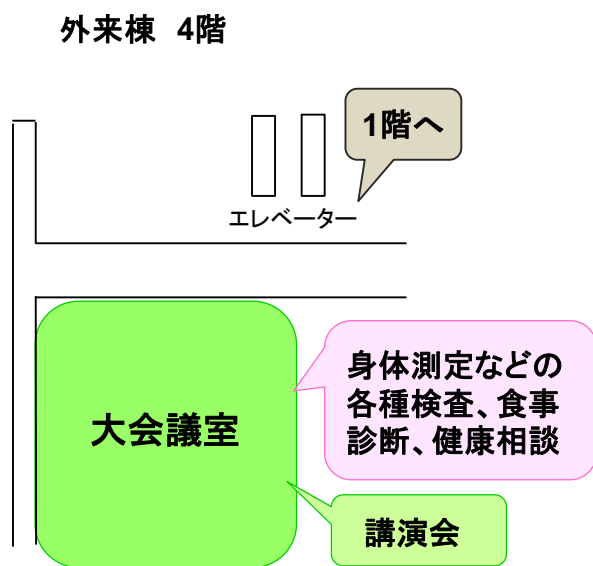 外来棟 4階
1階へ
エレベーター
身体測定などの
各種検査、食事
診断、健康相談
大会議室
講演会